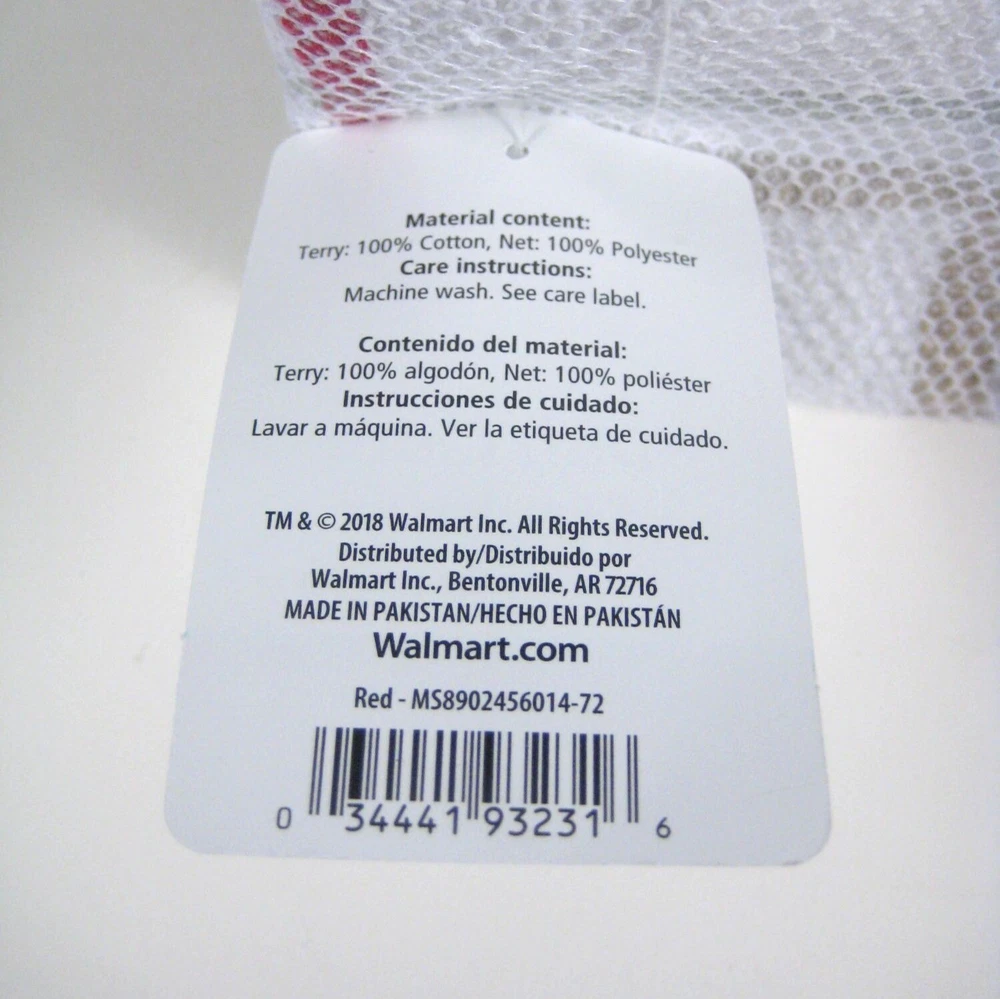 Material content:
Terry: 100% Cotton, Net: 100% Polyester
Care instructions:
Machine wash. See care label.
Contenido del material:
Terry: 100% algodón, Net: 100% poliéster
Instrucciones de cuidado:
Lavar a máquina. Ver la etiqueta de cuidado.
TM & © 2018 Walmart Inc. All Rights Reserved.
Distributed by/Distribuido por
Walmart Inc., Bentonville, AR 72716
MADE IN PAKISTAN/HECHO EN PAKISTÁN
Walmart.com
Red - MS8902456014-72
0 34441 93231 6